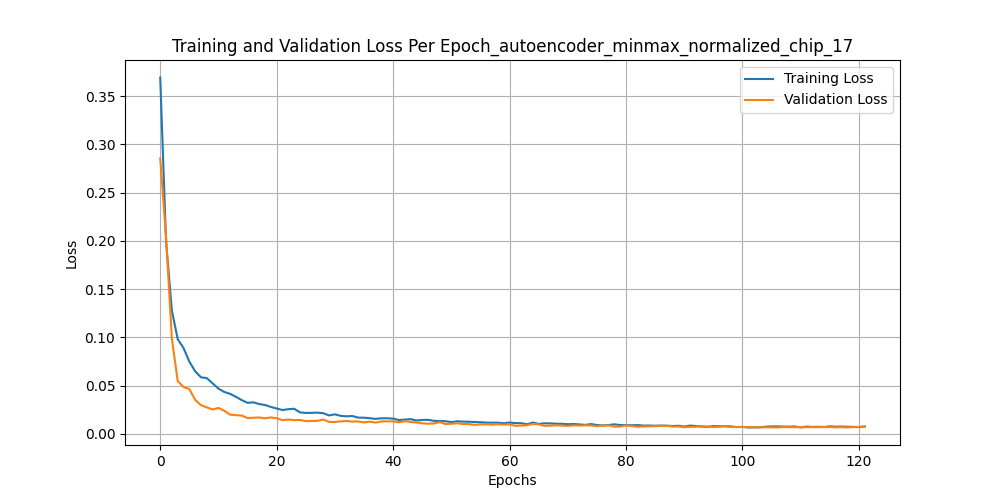 Training and Validation Loss Per Epoch_autoencoder_minmax_normalized_chip_17
Training Loss
Validation Loss
Loss
0.35
0.30
0.25
0.20
0.15
0.10
0.05
0.00
0 20 40 60 80 100 120
Epochs